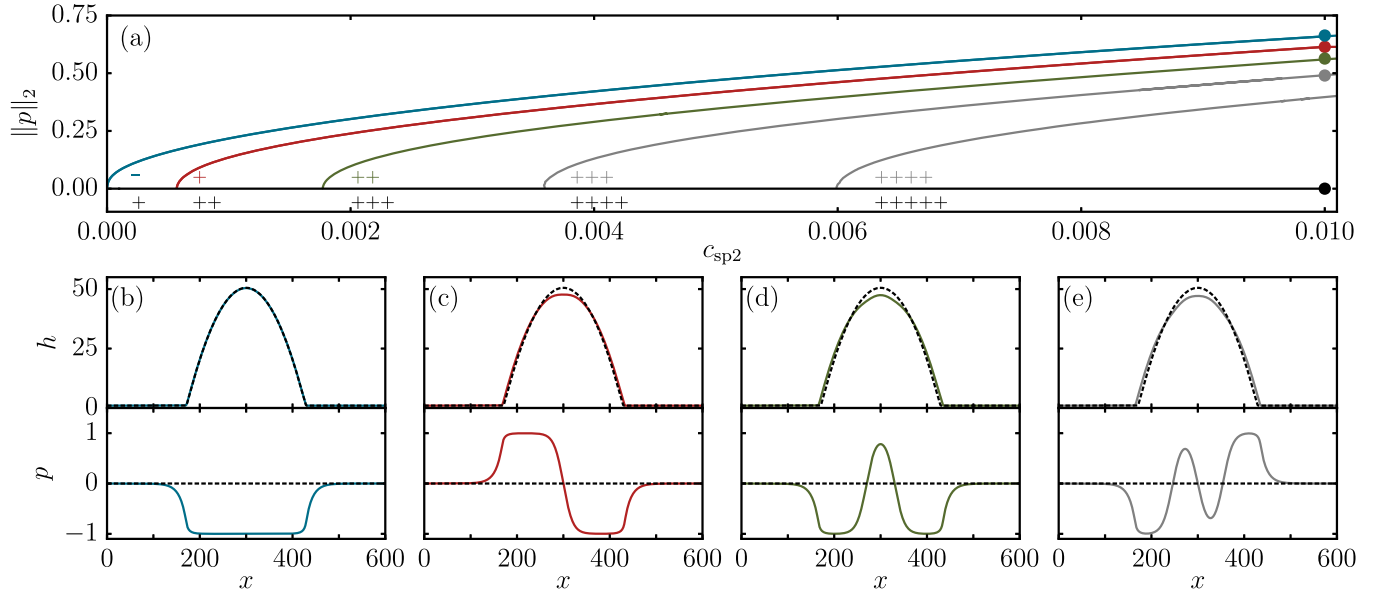 0.75
(a)
0.50
||p||₂
0.25
− + ++ +++ ++++
0.00
+ ++ +++ ++++ +++++
0.000 0.002 0.004 0.006 0.008 0.010
c_sp2
50 (b) (c) (d) (e)
h
25
0
1
p
0
−1
0 200 400 600 0 200 400 600 0 200 400 600 0 200 400 600
x x x x